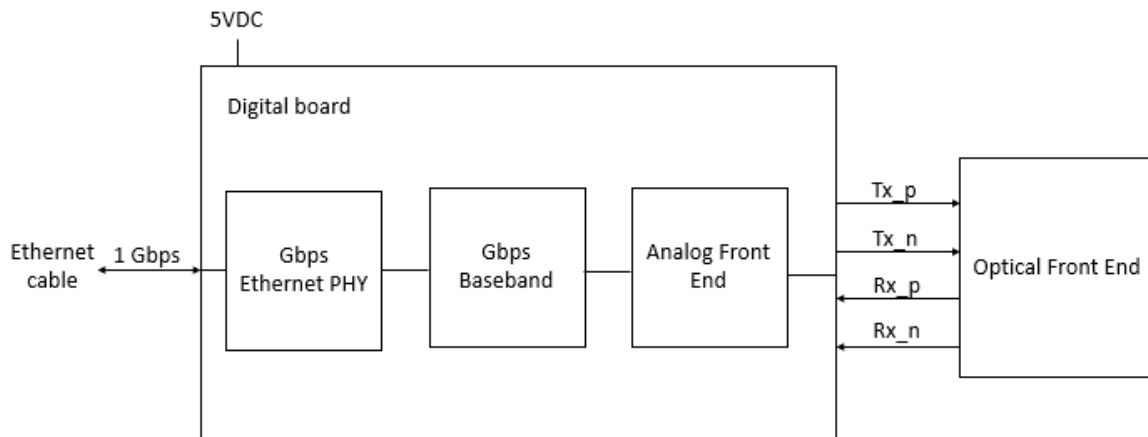 5VDC
Digital board
Ethernet
cable
1 Gbps
Gbps
Ethernet PHY
Gbps
Baseband
Analog Front
End
Tx_p
Tx_n
Rx_p
Rx_n
Optical Front End